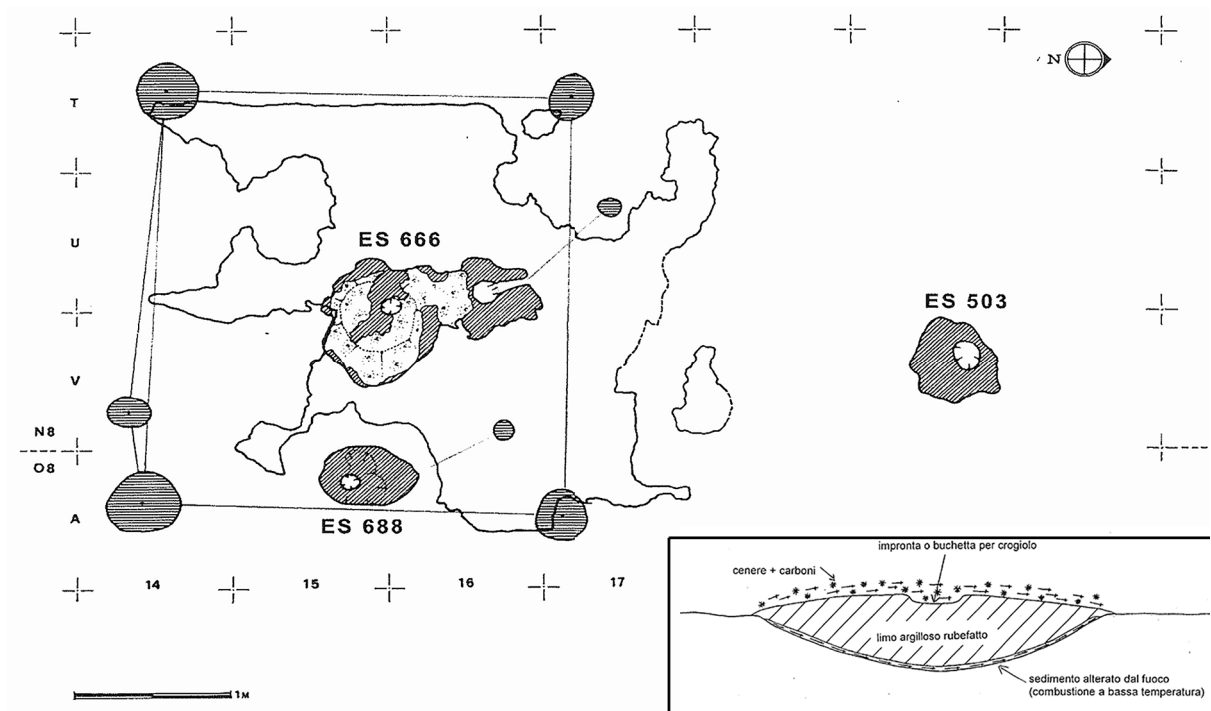 N
T
U
ES 666
ES 503
V
N8
O8
A
ES 688
14
15
16
17
1M
impronta o buchetta per crogiolo
cenere + carboni
limo argilloso rubefatto
sedimento alterato dal fuoco
(combustione a bassa temperatura)